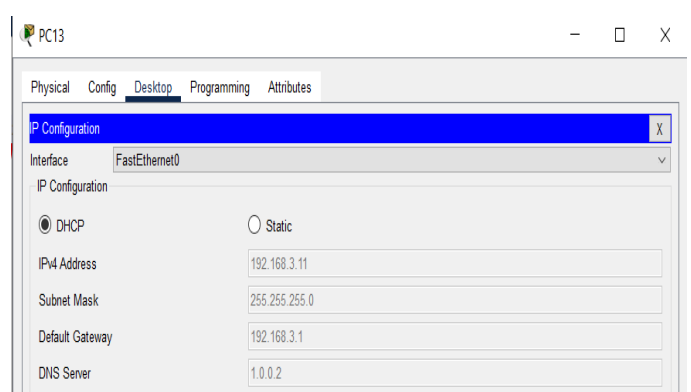 PC13
Physical Config Desktop Programming Attributes
IP Configuration X
Interface FastEthernet0
IP Configuration
DHCP Static
IPv4 Address 192.168.3.11
Subnet Mask 255.255.255.0
Default Gateway 192.168.3.1
DNS Server 1.0.0.2